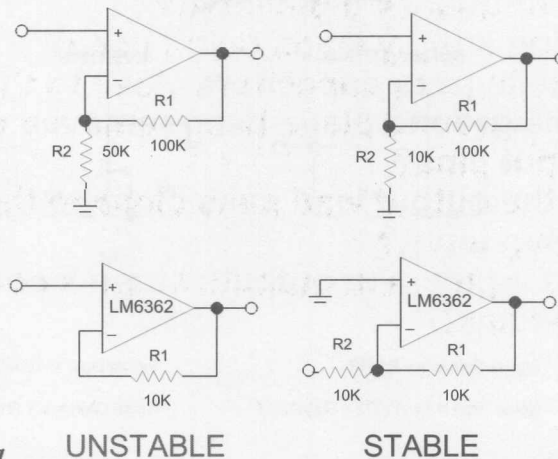 +
−
R1
R2
50K
100K
+
−
R1
R2
10K
100K
+
LM6362
−
R1
10K
+
LM6362
−
R2
R1
10K
10K
UNSTABLE
STABLE